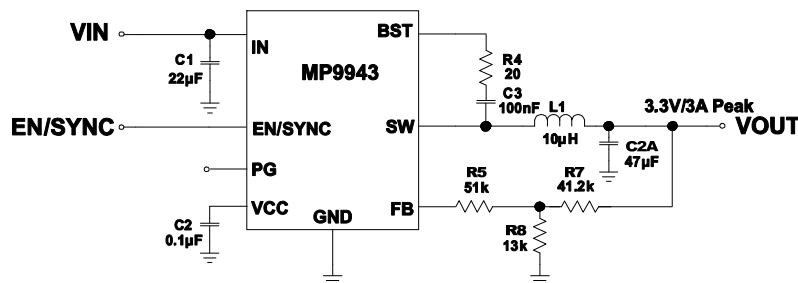 VIN
C1
22µF
IN
BST
MP9943
R4
20
C3
100nF
L1
10µH
3.3V/3A Peak
EN/SYNC
EN/SYNC
SW
VOUT
C2A
47µF
PG
R5
51k
R7
41.2k
VCC
C2
0.1µF
GND
FB
R8
13k